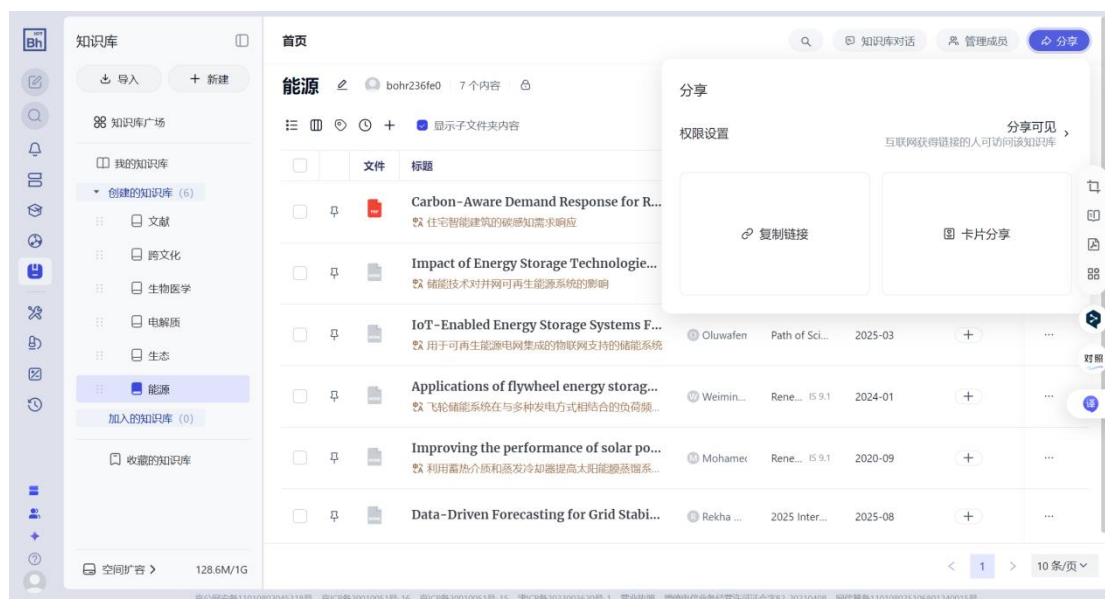 Bh
知识库
导入
新建
知识库广场
我的知识库
创建的知识库 (6)
文献
跨文化
生物医学
电解质
生态
能源
加入的知识库 (0)
收藏的知识库
空间扩容
128.6M/1G
首页
知识库对话
管理成员
分享
能源
bohr236fe0
7 个内容
显示子文件夹内容
文件
标题
Carbon-Aware Demand Response for R...
住宅智能建筑的碳感知需求响应
Impact of Energy Storage Technologie...
储能技术对并网可再生能源系统的影响
IoT-Enabled Energy Storage Systems F...
用于可再生能源电网集成的物联网支持的储能系统
Oluwafen
Path of Sci...
2025-03
Applications of flywheel energy storag...
飞轮储能系统在与多种发电方式相结合的负荷频...
Weimin...
Rene... IS 9.1
2024-01
Improving the performance of solar po...
利用蓄热介质和蒸发冷却器提高太阳能膜蒸馏系...
Mohamec
Rene... IS 9.1
2020-09
Data-Driven Forecasting for Grid Stabi...
Rekha ...
2025 Inter...
2025-08
分享
权限设置
分享可见
互联网获得链接的人可访问该知识库
复制链接
卡片分享
对照
译
1
10 条/页